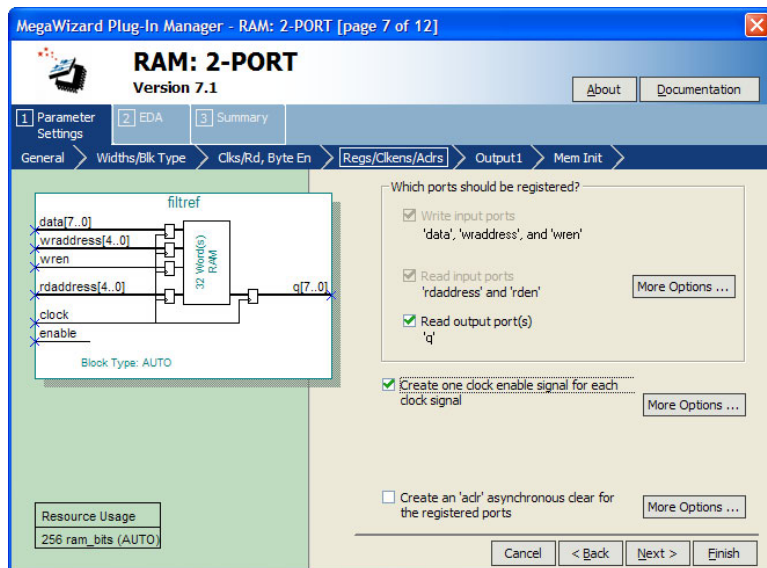 MegaWizard Plug-In Manager - RAM: 2-PORT [page 7 of 12]
RAM: 2-PORT
Version 7.1
About
Documentation
1 Parameter Settings
2 EDA
3 Summary
General
Widths/Blk Type
Clks/Rd, Byte En
Regs/Clkens/Aclrs
Output1
Mem Init
filtref
data[7..0]
wraddress[4..0]
wren
rdaddress[4..0]
clock
enable
32 Word(s)
RAM
q[7..0]
Block Type: AUTO
Resource Usage
256 ram_bits (AUTO)
Which ports should be registered?
Write input ports
'data', 'wraddress', and 'wren'
Read input ports
'rdaddress' and 'rden'
More Options ...
Read output port(s)
'q'
Create one clock enable signal for each
clock signal
More Options ...
Create an 'aclr' asynchronous clear for
the registered ports
More Options ...
Cancel
< Back
Next >
Finish